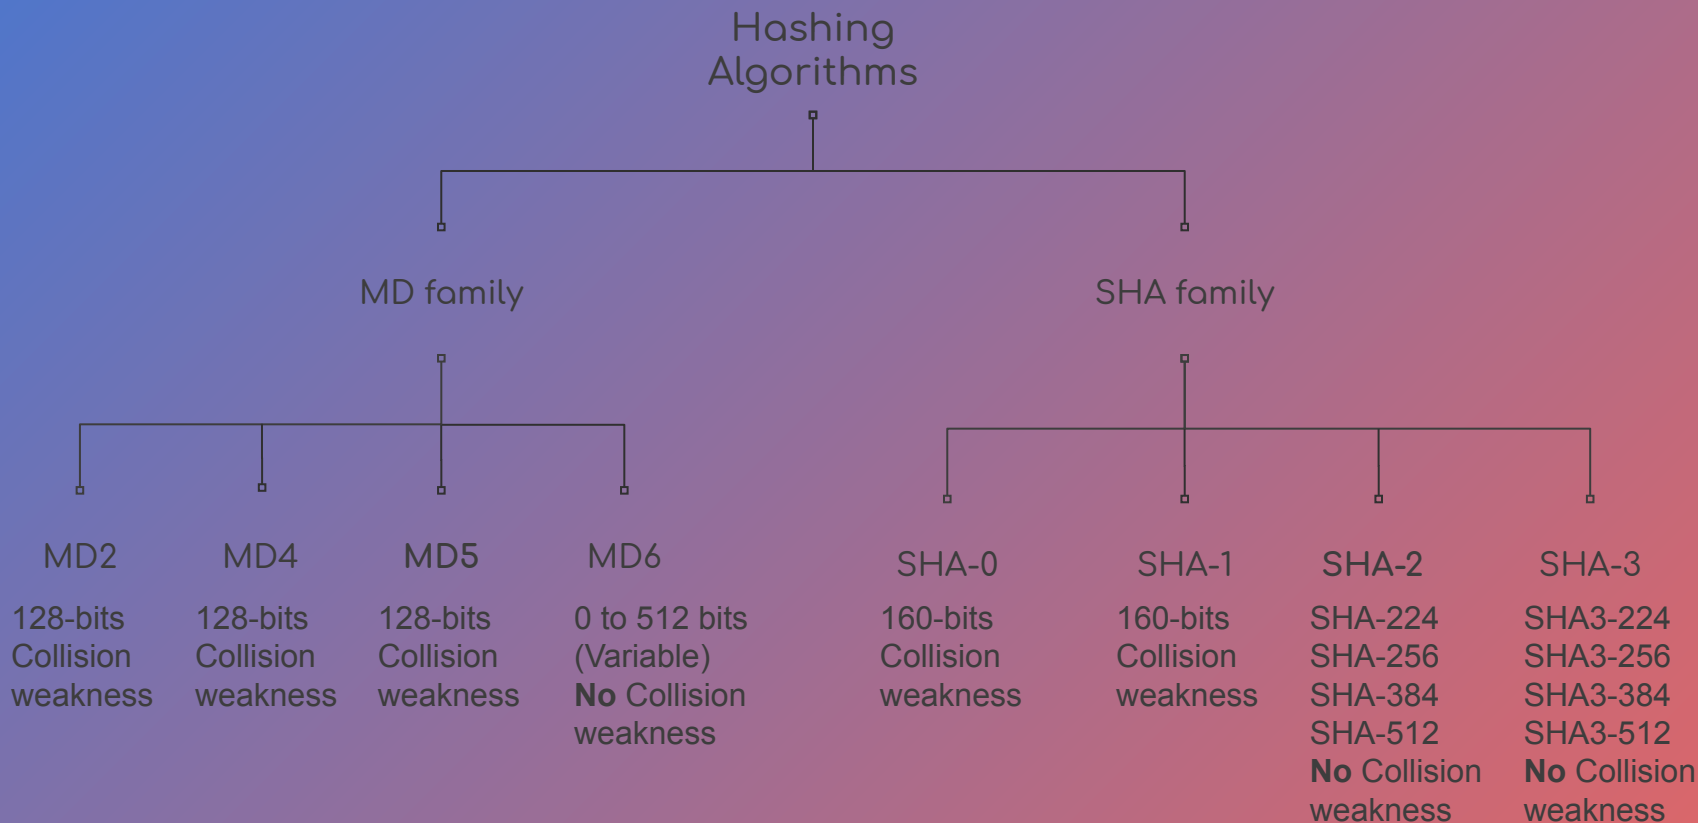 Hashing
Algorithms
MD family
SHA family
MD2
128-bits
Collision
weakness
MD4
128-bits
Collision
weakness
MD5
128-bits
Collision
weakness
MD6
0 to 512 bits
(Variable)
No Collision
weakness
SHA-0
160-bits
Collision
weakness
SHA-1
160-bits
Collision
weakness
SHA-2
SHA-224
SHA-256
SHA-384
SHA-512
No Collision
weakness
SHA-3
SHA3-224
SHA3-256
SHA3-384
SHA3-512
No Collision
weakness